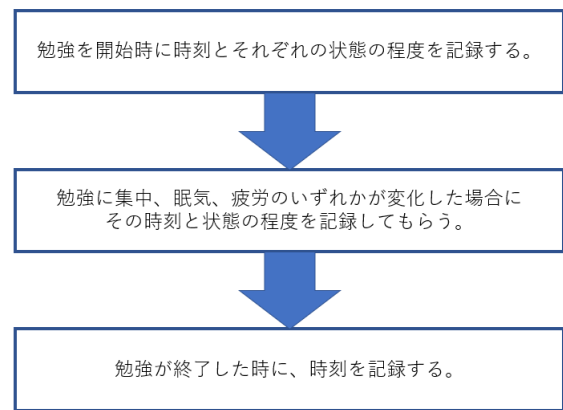 勉強を開始時に時刻とそれぞれの状態の程度を記録する。
勉強に集中、眠気、疲労のいずれかが変化した場合に
その時刻と状態の程度を記録してもらう。
勉強が終了した時に、時刻を記録する。